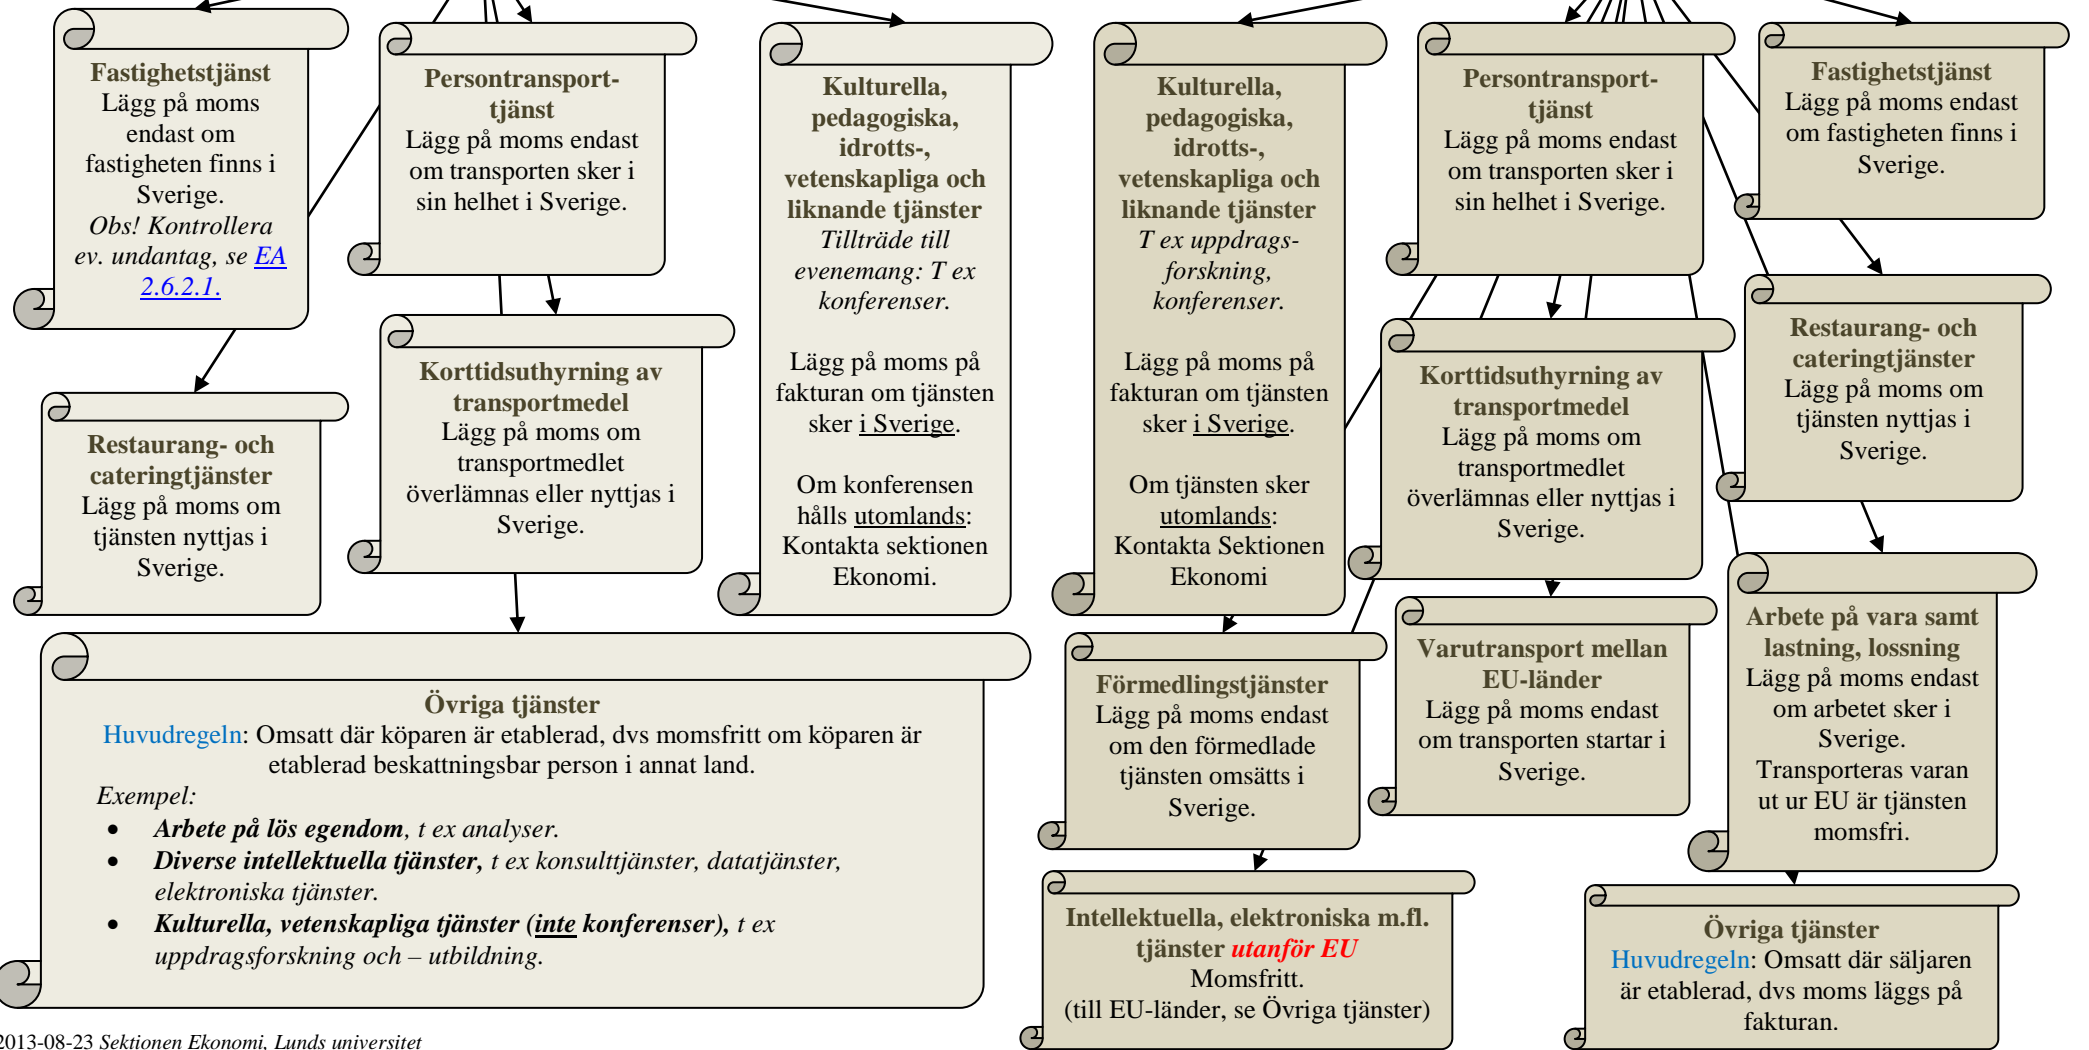 Fastighetstjänst
Lägg på moms
endast om
fastigheten finns i
Sverige.
Obs! Kontrollera
ev. undantag, se EA
2.6.2.1.
Persontransport-
tjänst
Lägg på moms endast
om transporten sker i
sin helhet i Sverige.
Kulturella,
pedagogiska,
idrotts-,
vetenskapliga och
liknande tjänster
Tillträde till
evenemang: T ex
konferenser.
Lägg på moms på
fakturan om tjänsten
sker i Sverige.
Om konferensen
hålls utomlands:
Kontakta sektionen
Ekonomi.
Kulturella,
pedagogiska,
idrotts-,
vetenskapliga och
liknande tjänster
T ex uppdrags-
forskning,
konferenser.
Lägg på moms på
fakturan om tjänsten
sker i Sverige.
Om tjänsten sker
utomlands:
Kontakta Sektionen
Ekonomi
Persontransport-
tjänst
Lägg på moms endast
om transporten sker i
sin helhet i Sverige.
Fastighetstjänst
Lägg på moms endast
om fastigheten finns i
Sverige.
Restaurang- och
cateringtjänster
Lägg på moms om
tjänsten nyttjas i
Sverige.
Korttidsuthyrning av
transportmedel
Lägg på moms om
transportmedlet
överlämnas eller nyttjas i
Sverige.
Korttidsuthyrning av
transportmedel
Lägg på moms om
transportmedlet
överlämnas eller nyttjas i
Sverige.
Restaurang- och
cateringtjänster
Lägg på moms om
tjänsten nyttjas i
Sverige.
Övriga tjänster
Huvudregeln: Omsatt där köparen är etablerad, dvs momsfritt om köparen är
etablerad beskattningsbar person i annat land.
Exempel:
• Arbete på lös egendom, t ex analyser.
• Diverse intellektuella tjänster, t ex konsulttjänster, datatjänster,
elektroniska tjänster.
• Kulturella, vetenskapliga tjänster (inte konferenser), t ex
uppdragsforskning och – utbildning.
Förmedlingstjänster
Lägg på moms endast
om den förmedlade
tjänsten omsätts i
Sverige.
Varutransport mellan
EU-länder
Lägg på moms endast
om transporten startar i
Sverige.
Arbete på vara samt
lastning, lossning
Lägg på moms endast
om arbetet sker i
Sverige.
Transporteras varan
ut ur EU är tjänsten
momsfri.
Intellektuella, elektroniska m.fl.
tjänster utanför EU
Momsfritt.
(till EU-länder, se Övriga tjänster)
Övriga tjänster
Huvudregeln: Omsatt där säljaren
är etablerad, dvs moms läggs på
fakturan.
2013-08-23 Sektionen Ekonomi, Lunds universitet